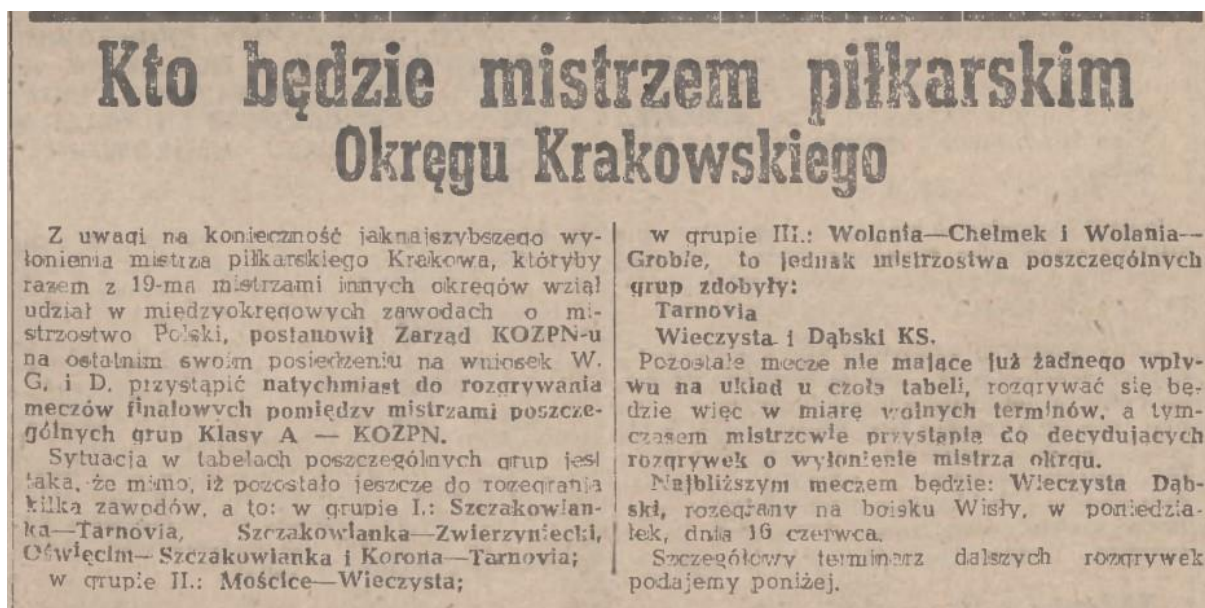 Kto będzie mistrzem piłkarskim
Okręgu Krakowskiego
Z uwagi na konieczność jaknajszybszego wy-
łonienia mistrza piłkarskiego Krakowa, któryby
razem z 19-ma mistrzami innych okręgów wziął
udział w międzyokręgowych zawodach o mi-
strzostwo Polski, postanowił Zarząd KOZPN-u
na ostatnim swoim posiedzeniu na wniosek W.
G. i D. przystąpić natychmiast do rozgrywania
meczów finałowych pomiędzy mistrzami poszcze-
gólnych grup Klasy A — KOZPN.
Sytuacja w tabelach poszczególnych grup jest
taka, że mimo, iż pozostało jeszcze do rozegrania
kilka zawodów, a to: w grupie I.: Szczakowian-
ka—Tarnovia, Szczakowianka—Zwierzyniecki,
Oświęcim—Szczakowianka i Korona—Tarnovia;
w grupie II.: Mościce—Wieczysta;
w grupie III.: Wolania—Chełmek i Wolania—
Groble, to jednak mistrzostwa poszczególnych
grup zdobyły:
Tarnovia
Wieczysta i Dąbski KS.
Pozostałe mecze nie mające już żadnego wpły-
wu na układ u czoła tabeli, rozgrywać się bę-
dzie więc w miarę wolnych terminów, a tym-
czasem mistrzowie przystąpią do decydujących
rozgrywek o wyłonienie mistrza okrgu.
Najbliższym meczem będzie: Wieczysta Dąb-
ski, rozegrany na boisku Wisły, w poniedzia-
łek, dnia 16 czerwca.
Szczegółowy terminarz dalszych rozgrywek
podajemy poniżej.